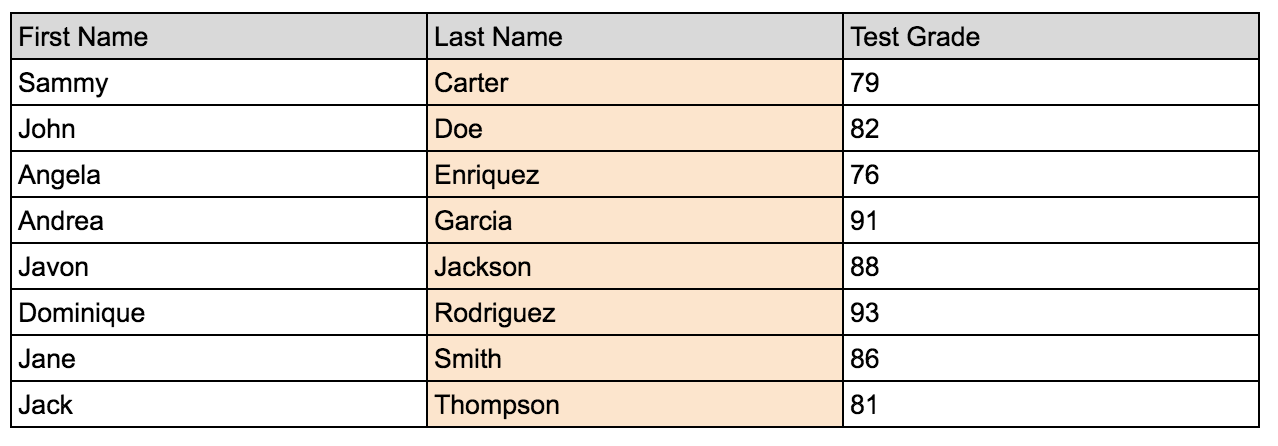 First Name Last Name Test Grade
Sammy Carter 79
John Doe 82
Angela Enriquez 76
Andrea Garcia 91
Javon Jackson 88
Dominique Rodriguez 93
Jane Smith 86
Jack Thompson 81